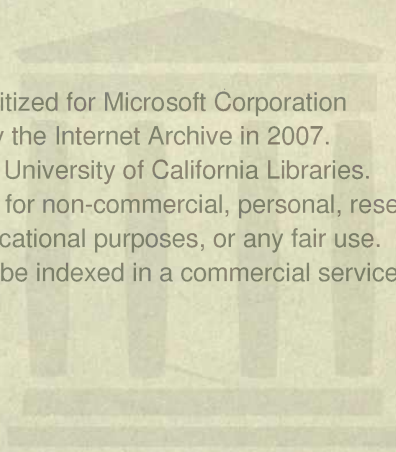 itized for Microsoft Corporation
y the Internet Archive in 2007.
University of California Libraries.
for non-commercial, personal, rese
cational purposes, or any fair use.
be indexed in a commercial service